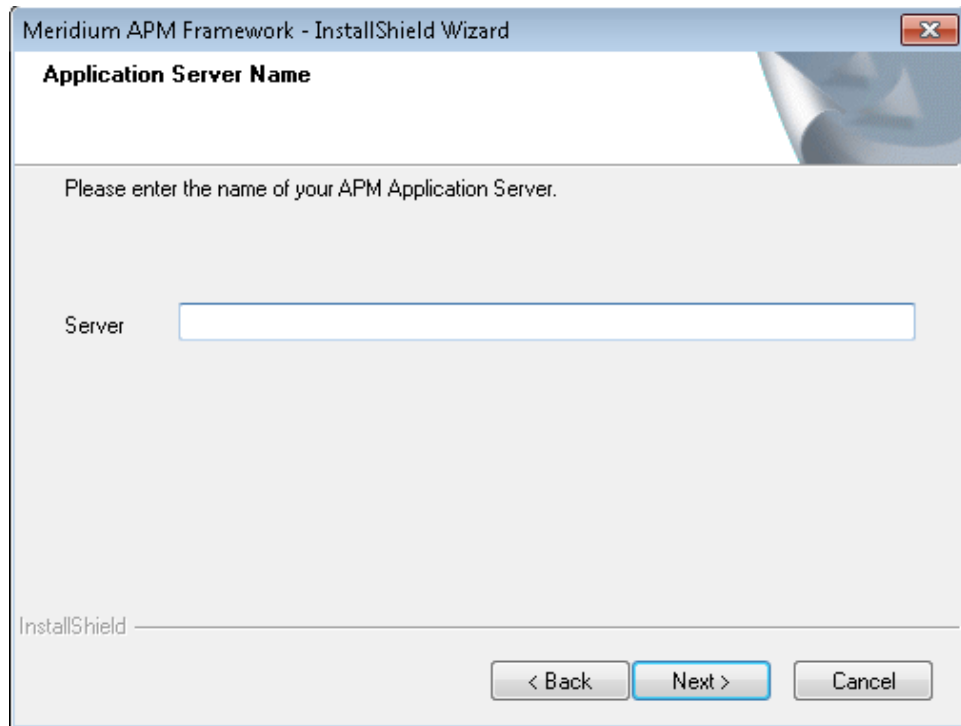 Meridium APM Framework - InstallShield Wizard
Application Server Name
Please enter the name of your APM Application Server.
Server
InstallShield
< Back
Next >
Cancel